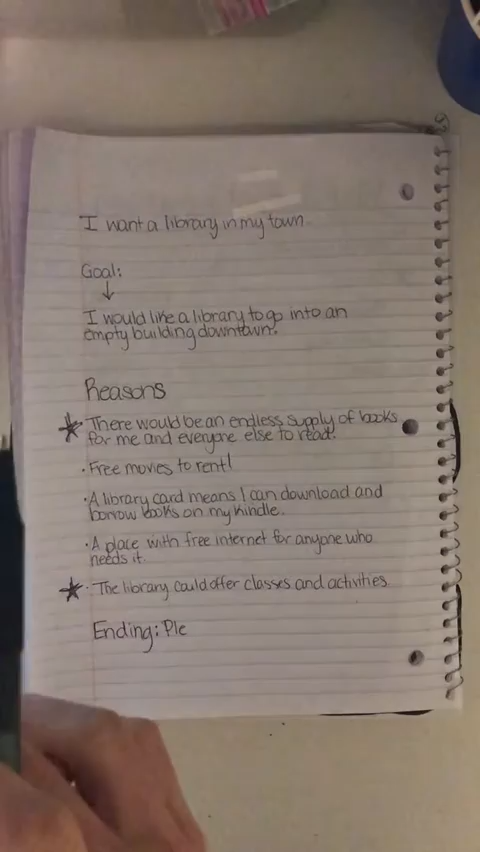 I want a library in my town.
Goal:
↓
I would like a library to go into an
empty building downtown.
Reasons
★ There would be an endless supply of books
for me and everyone else to read!
· Free movies to rent!
· A library card means I can download and
borrow books on my Kindle.
· A place with free internet for anyone who
needs it.
★ · The library could offer classes and activities.
Ending: Ple